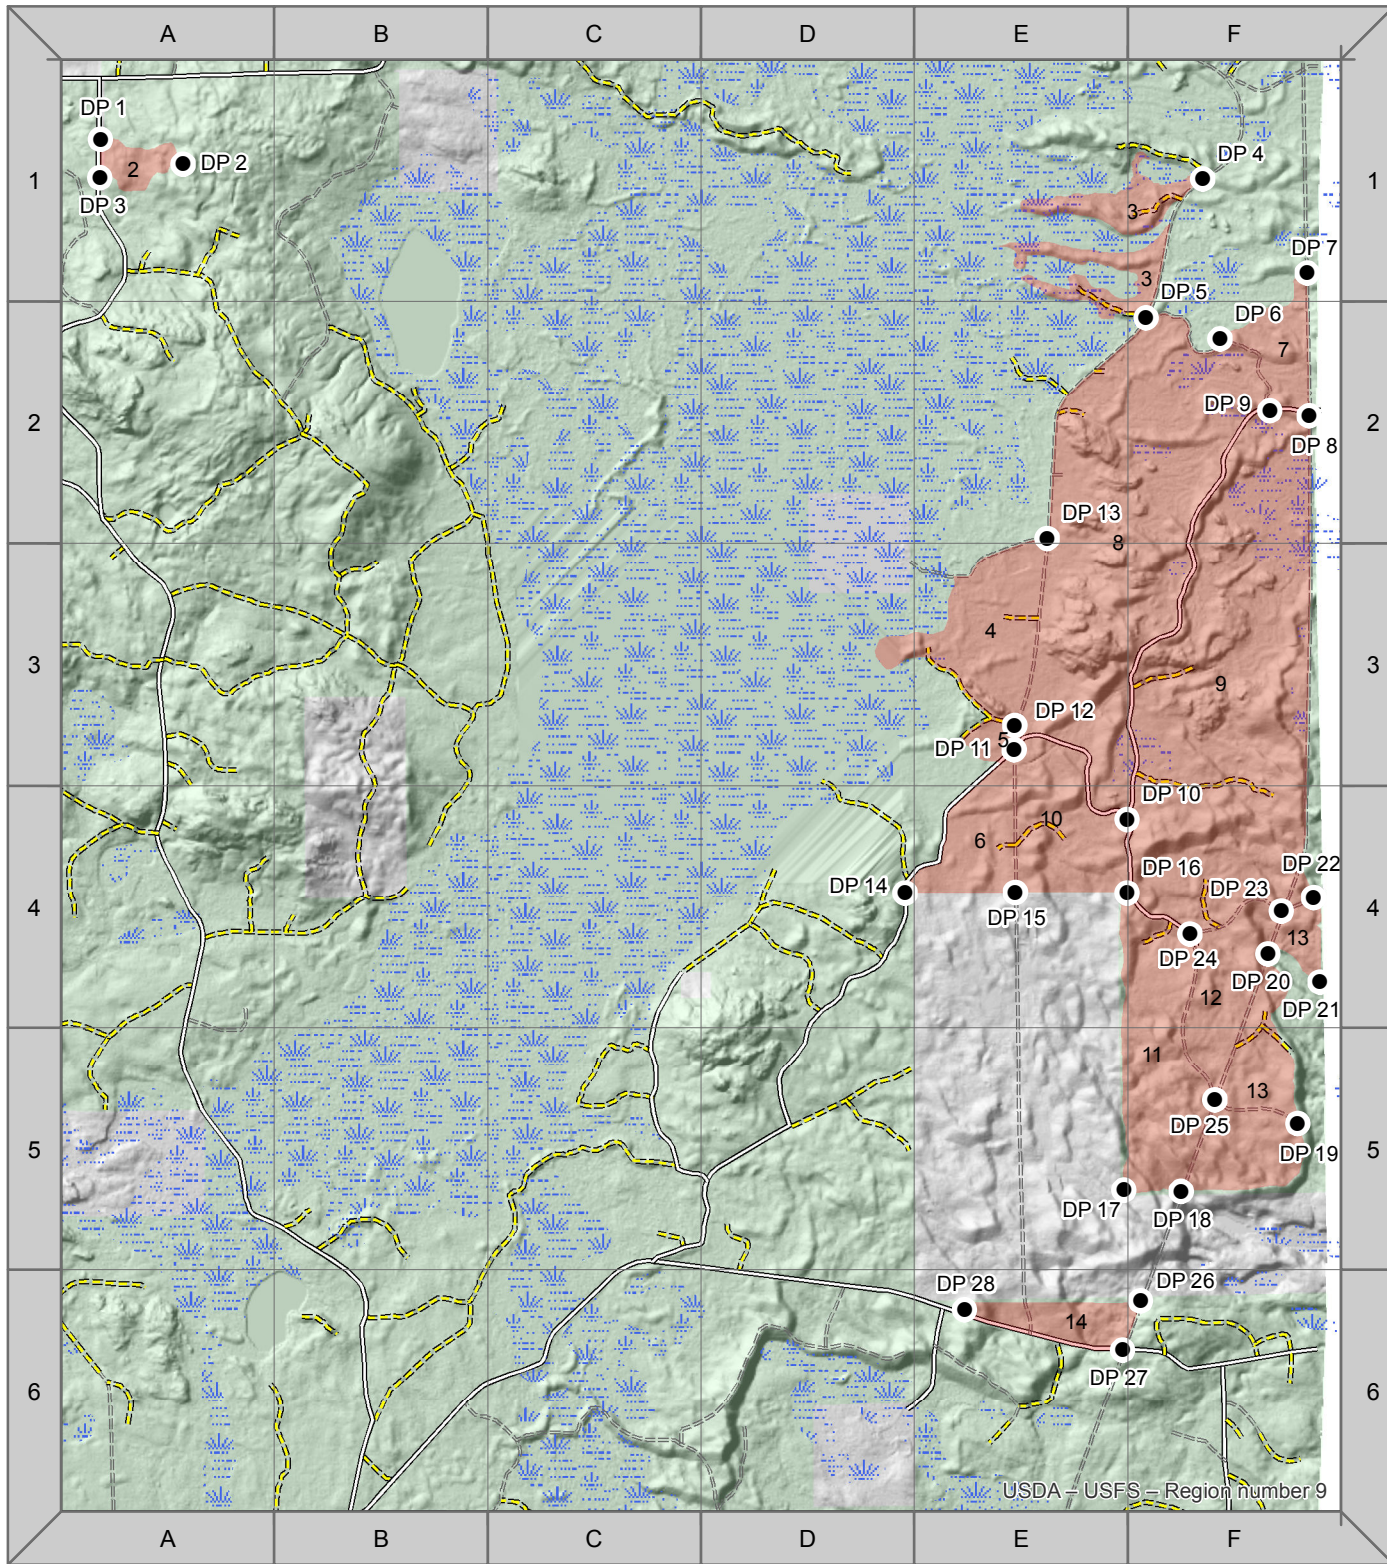 A B C D E F
DP 1
1 1
DP 4
2 DP 2
DP 3
3
DP 7
3
DP 5
DP 6
7
DP 9
2 2
DP 8
DP 13
8
4
3 3
9
DP 12
5
DP 11
DP 10
10
6
DP 22
DP 16
DP 14
DP 23
4 4
DP 15
13
DP 24
DP 20
12
DP 21
11
13
DP 25
5 5
DP 19
DP 17 DP 18
DP 28
DP 26
14
DP 27
6 6
USDA – USFS – Region number 9
A B C D E F